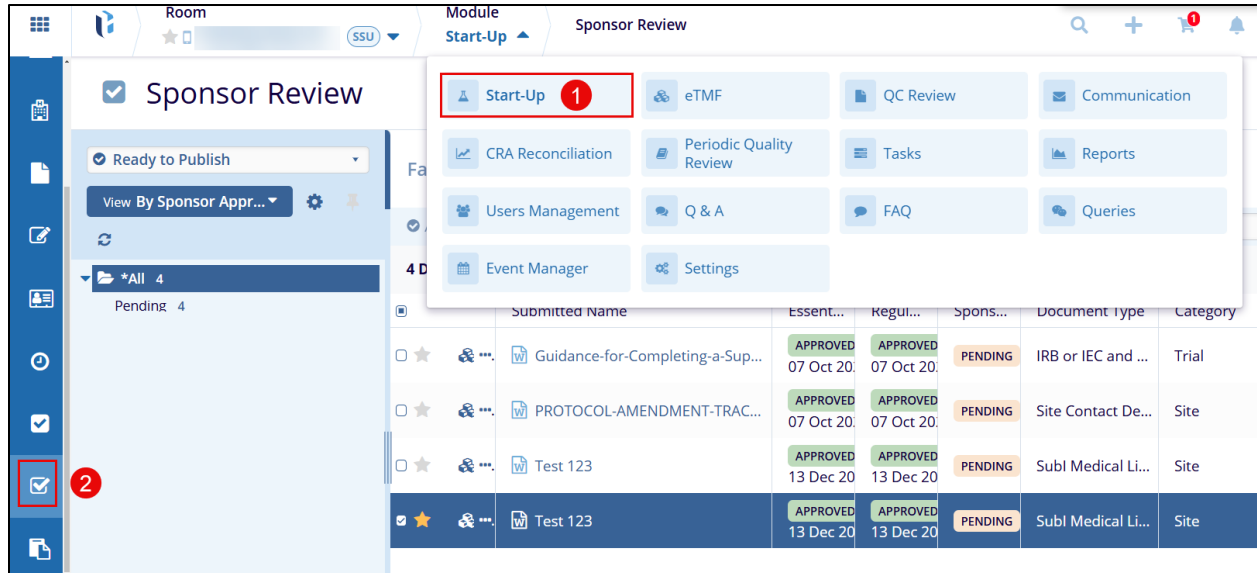 Room
SSU
Module
Start-Up
Sponsor Review
1
Sponsor Review
Start-Up
1
eTMF
QC Review
Communication
CRA Reconciliation
Periodic Quality
Review
Tasks
Reports
Users Management
Q & A
FAQ
Queries
Event Manager
Settings
Ready to Publish
View By Sponsor Appr...
*All 4
Pending 4
2
Fa
4 D
Submitted Name Essent... Regul... Spons... Document Type Category
Guidance-for-Completing-a-Sup... APPROVED APPROVED PENDING IRB or IEC and ... Trial
07 Oct 20 07 Oct 20
PROTOCOL-AMENDMENT-TRAC... APPROVED APPROVED PENDING Site Contact De... Site
07 Oct 20 07 Oct 20
Test 123 APPROVED APPROVED PENDING SubI Medical Li... Site
13 Dec 20 13 Dec 20
Test 123 APPROVED APPROVED PENDING SubI Medical Li... Site
13 Dec 20 13 Dec 20